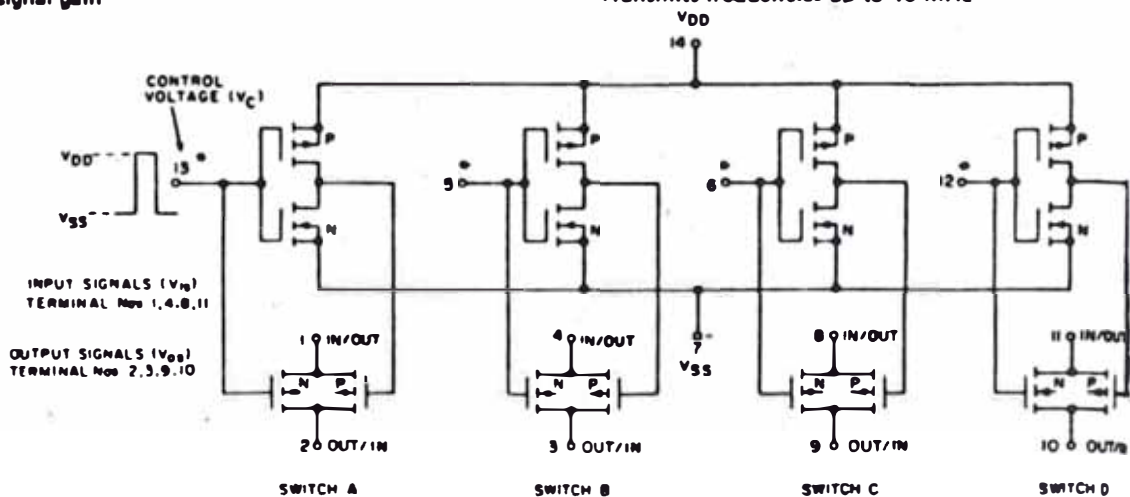 signal gain
VDD
14
CONTROL
VOLTAGE (VC)
VDD
13
VSS
5
6
12
P
P
P
P
N
N
N
N
INPUT SIGNALS (Vis)
TERMINAL Nos 1,4,8,11
OUTPUT SIGNALS (Vos)
TERMINAL Nos 2,3,9,10
7
VSS
1 IN/OUT
4 IN/OUT
8 IN/OUT
11 IN/OUT
N P
N P
N P
N P
2 OUT/IN
3 OUT/IN
9 OUT/IN
10 OUT/
SWITCH A
SWITCH B
SWITCH C
SWITCH D